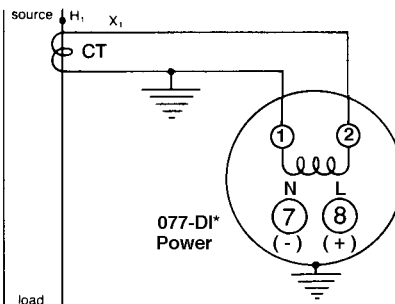 source H₁ X₁
CT
1 2
N L
7 8
(-) (+)
077-DI*
Power
load